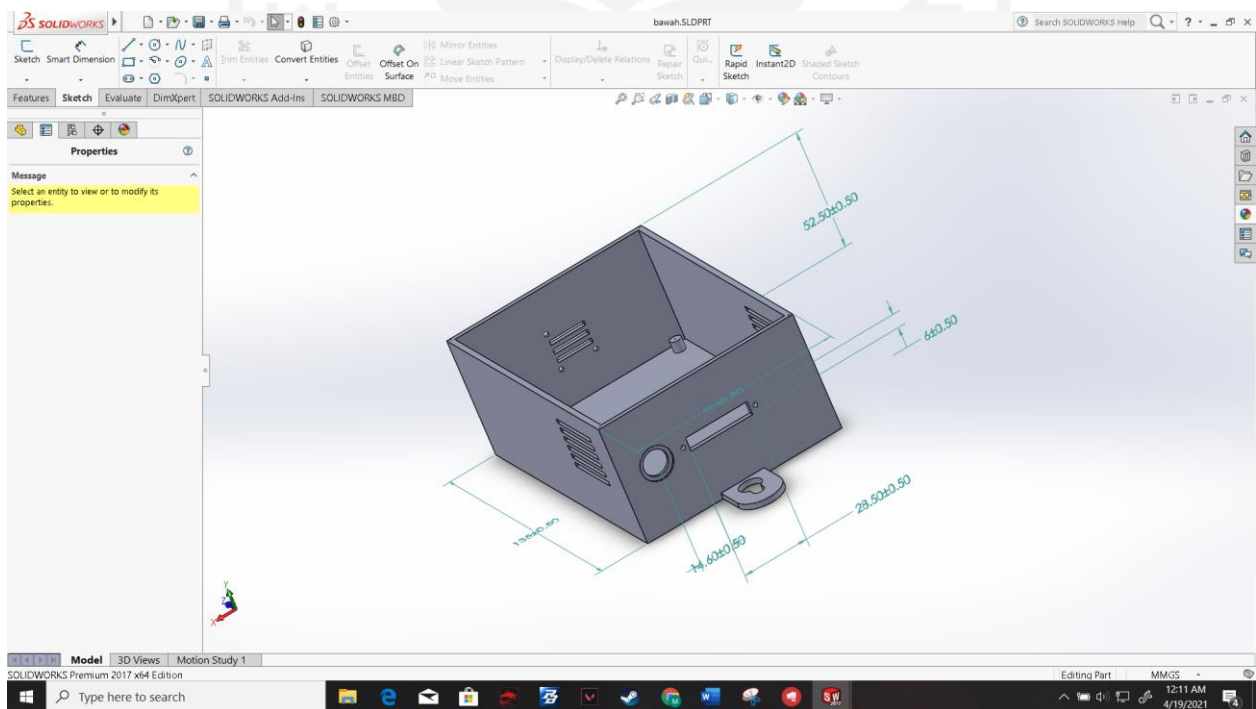 SOLIDWORKS
bawah.SLDPRT
Search SOLIDWORKS Help
Sketch
Smart Dimension
Trim Entities
Convert Entities
Offset Entities
Offset On Surface
Mirror Entities
Linear Sketch Pattern
Move Entities
Display/Delete Relations
Repair Sketch
Qui...
Rapid Sketch
Instant2D
Shaded Sketch Contours
Features
Sketch
Evaluate
DimXpert
SOLIDWORKS Add-Ins
SOLIDWORKS MBD
Properties
Message
Select an entity to view or to modify its
properties.
52.50±0.50
6±0.50
28.50±0.50
14.60±0.50
Y
Z
X
Model
3D Views
Motion Study 1
SOLIDWORKS Premium 2017 x64 Edition
Editing Part
MMGS
Type here to search
12:11 AM
4/19/2021